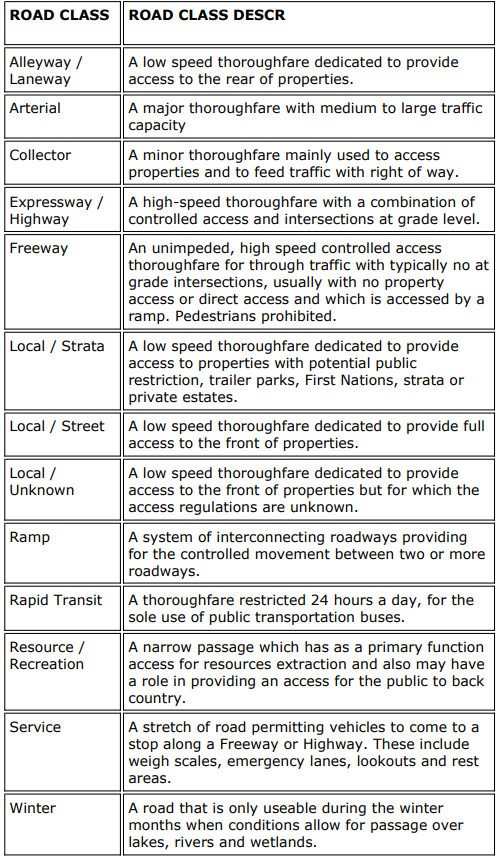 ROAD CLASS ROAD CLASS DESCR
Alleyway / A low speed thoroughfare dedicated to provide
Laneway access to the rear of properties.
Arterial A major thoroughfare with medium to large traffic
capacity
Collector A minor thoroughfare mainly used to access
properties and to feed traffic with right of way.
Expressway / A high-speed thoroughfare with a combination of
Highway controlled access and intersections at grade level.
Freeway An unimpeded, high speed controlled access
thoroughfare for through traffic with typically no at
grade intersections, usually with no property
access or direct access and which is accessed by a
ramp. Pedestrians prohibited.
Local / Strata A low speed thoroughfare dedicated to provide
access to properties with potential public
restriction, trailer parks, First Nations, strata or
private estates.
Local / Street A low speed thoroughfare dedicated to provide full
access to the front of properties.
Local / A low speed thoroughfare dedicated to provide
Unknown access to the front of properties but for which the
access regulations are unknown.
Ramp A system of interconnecting roadways providing
for the controlled movement between two or more
roadways.
Rapid Transit A thoroughfare restricted 24 hours a day, for the
sole use of public transportation buses.
Resource / A narrow passage which has as a primary function
Recreation access for resources extraction and also may have
a role in providing an access for the public to back
country.
Service A stretch of road permitting vehicles to come to a
stop along a Freeway or Highway. These include
weigh scales, emergency lanes, lookouts and rest
areas.
Winter A road that is only useable during the winter
months when conditions allow for passage over
lakes, rivers and wetlands.